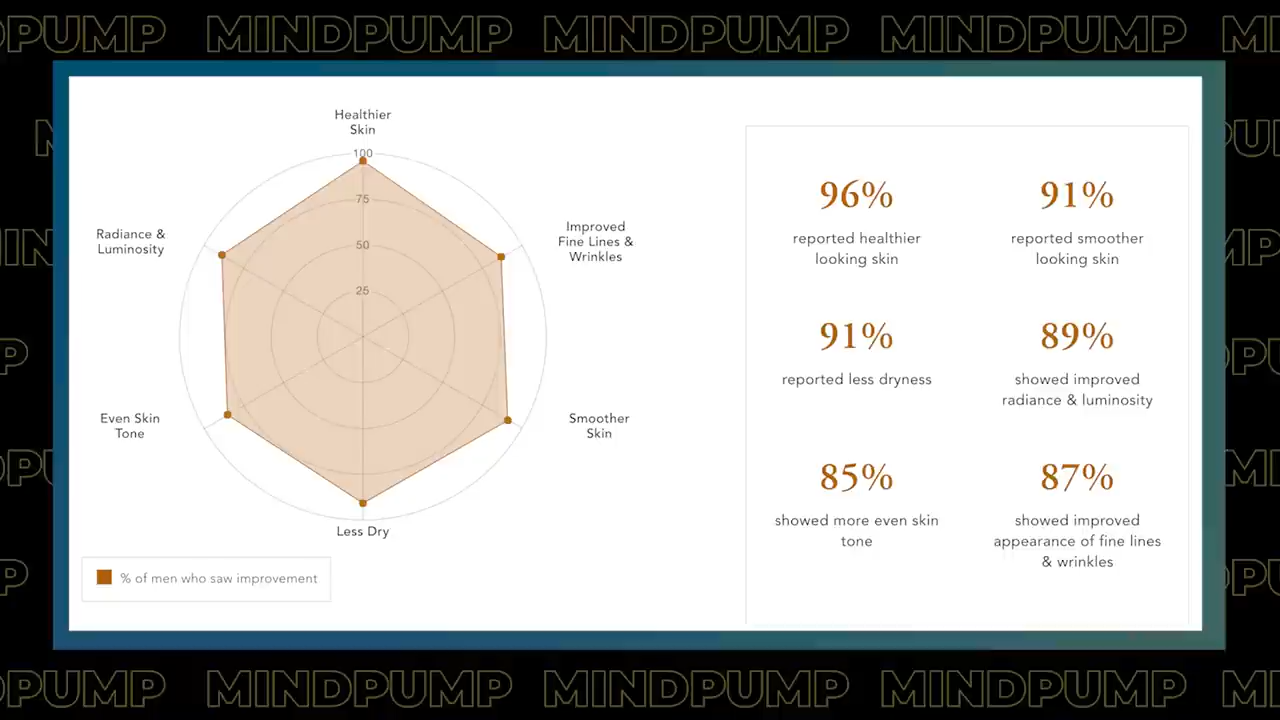 MINDPUMP MINDPUMP MINDPUMP
Healthier
Skin
100
75
50
25
Radiance &
Luminosity
Improved
Fine Lines &
Wrinkles
Even Skin
Tone
Smoother
Skin
Less Dry
% of men who saw improvement
96%
reported healthier
looking skin
91%
reported smoother
looking skin
91%
reported less dryness
89%
showed improved
radiance & luminosity
85%
showed more even skin
tone
87%
showed improved
appearance of fine lines
& wrinkles
MINDPUMP MINDPUMP MINDPUMP